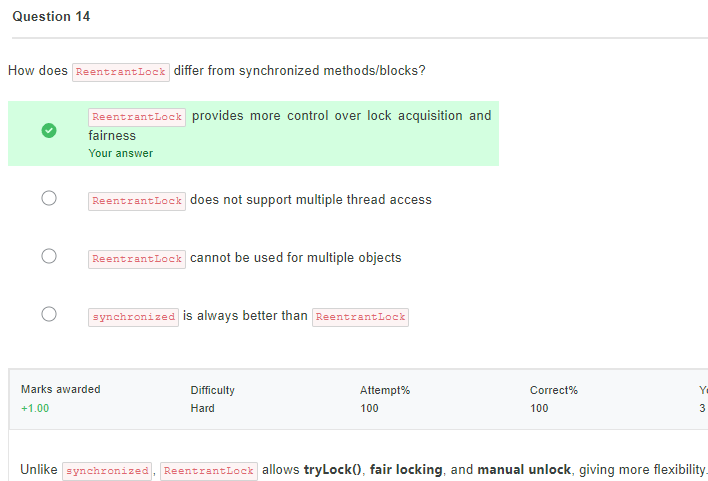 Question 14
How does ReentrantLock differ from synchronized methods/blocks?
ReentrantLock provides more control over lock acquisition and
fairness
Your answer
ReentrantLock does not support multiple thread access
ReentrantLock cannot be used for multiple objects
synchronized is always better than ReentrantLock
Marks awarded Difficulty Attempt% Correct%
+1.00 Hard 100 100 3
Unlike synchronized, ReentrantLock allows tryLock(), fair locking, and manual unlock, giving more flexibility.